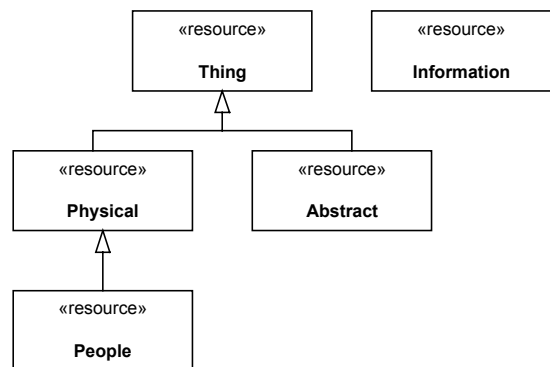 «resource»
Thing
«resource»
Information
«resource»
Physical
«resource»
Abstract
«resource»
People